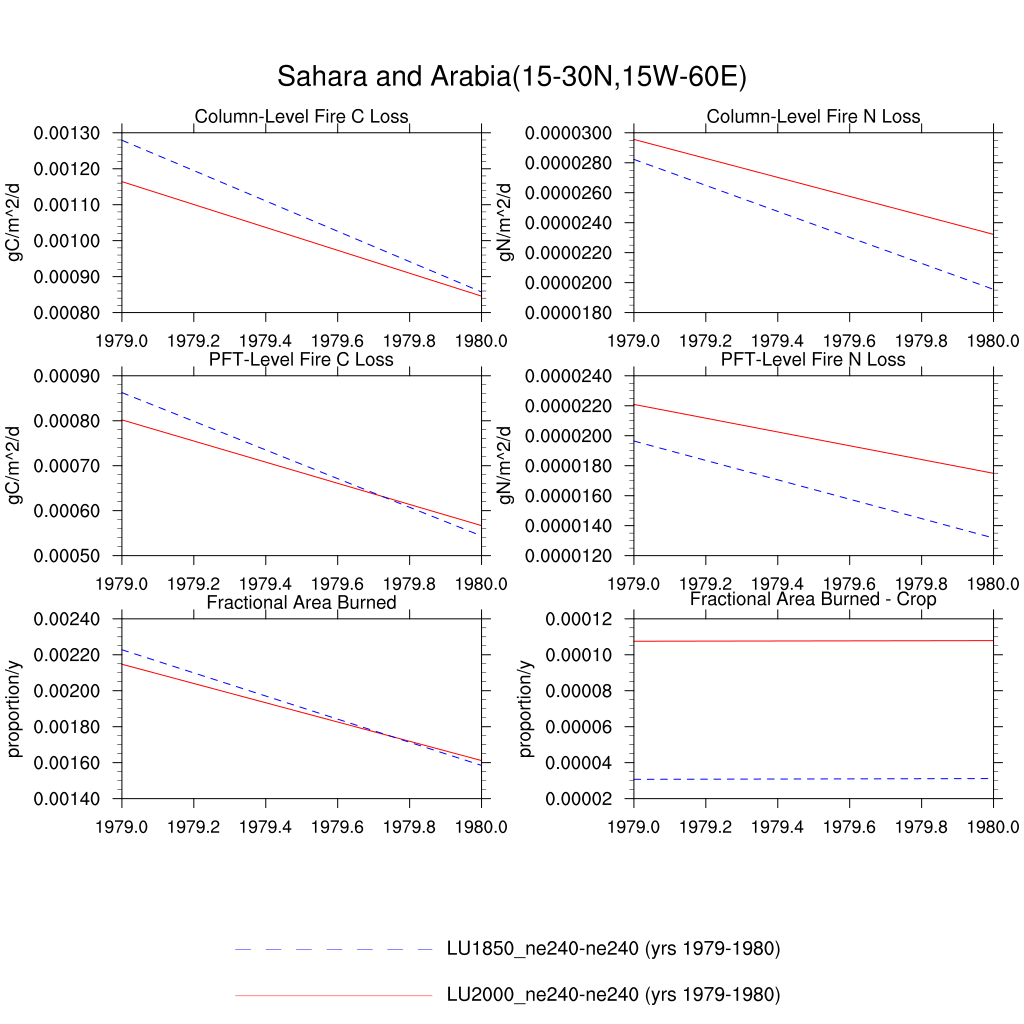 Sahara and Arabia(15-30N,15W-60E)
Column-Level Fire C Loss
gC/m^2/d
0.00130
0.00120
0.00110
0.00100
0.00090
0.00080
1979.0 1979.2 1979.4 1979.6 1979.8 1980.0
Column-Level Fire N Loss
gN/m^2/d
0.0000300
0.0000280
0.0000260
0.0000240
0.0000220
0.0000200
0.0000180
1979.0 1979.2 1979.4 1979.6 1979.8 1980.0
PFT-Level Fire C Loss
gC/m^2/d
0.00090
0.00080
0.00070
0.00060
0.00050
1979.0 1979.2 1979.4 1979.6 1979.8 1980.0
PFT-Level Fire N Loss
gN/m^2/d
0.0000240
0.0000220
0.0000200
0.0000180
0.0000160
0.0000140
0.0000120
1979.0 1979.2 1979.4 1979.6 1979.8 1980.0
Fractional Area Burned
proportion/y
0.00240
0.00220
0.00200
0.00180
0.00160
0.00140
1979.0 1979.2 1979.4 1979.6 1979.8 1980.0
Fractional Area Burned - Crop
proportion/y
0.00012
0.00010
0.00008
0.00006
0.00004
0.00002
1979.0 1979.2 1979.4 1979.6 1979.8 1980.0
LU1850_ne240-ne240 (yrs 1979-1980)
LU2000_ne240-ne240 (yrs 1979-1980)